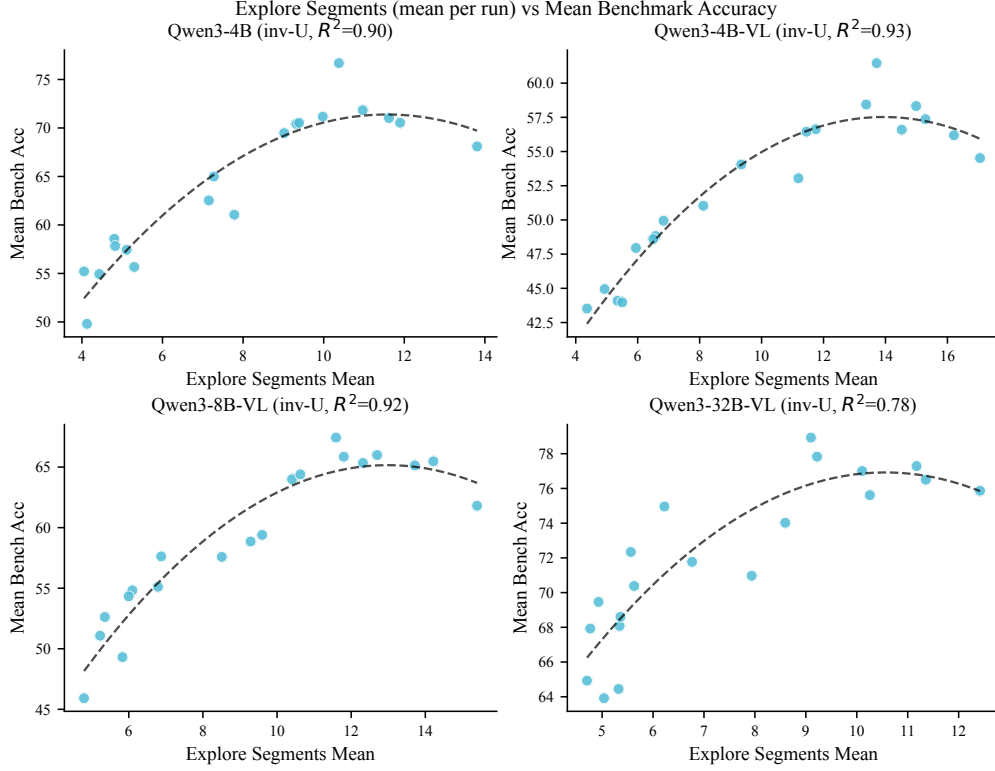 Explore Segments (mean per run) vs Mean Benchmark Accuracy
Qwen3-4B (inv-U, R²=0.90)
Mean Bench Acc
75
70
65
60
55
50
4 6 8 10 12 14
Explore Segments Mean
Qwen3-4B-VL (inv-U, R²=0.93)
Mean Bench Acc
60.0
57.5
55.0
52.5
50.0
47.5
45.0
42.5
4 6 8 10 12 14 16
Explore Segments Mean
Qwen3-8B-VL (inv-U, R²=0.92)
Mean Bench Acc
65
60
55
50
45
6 8 10 12 14
Explore Segments Mean
Qwen3-32B-VL (inv-U, R²=0.78)
Mean Bench Acc
78
76
74
72
70
68
66
64
5 6 7 8 9 10 11 12
Explore Segments Mean